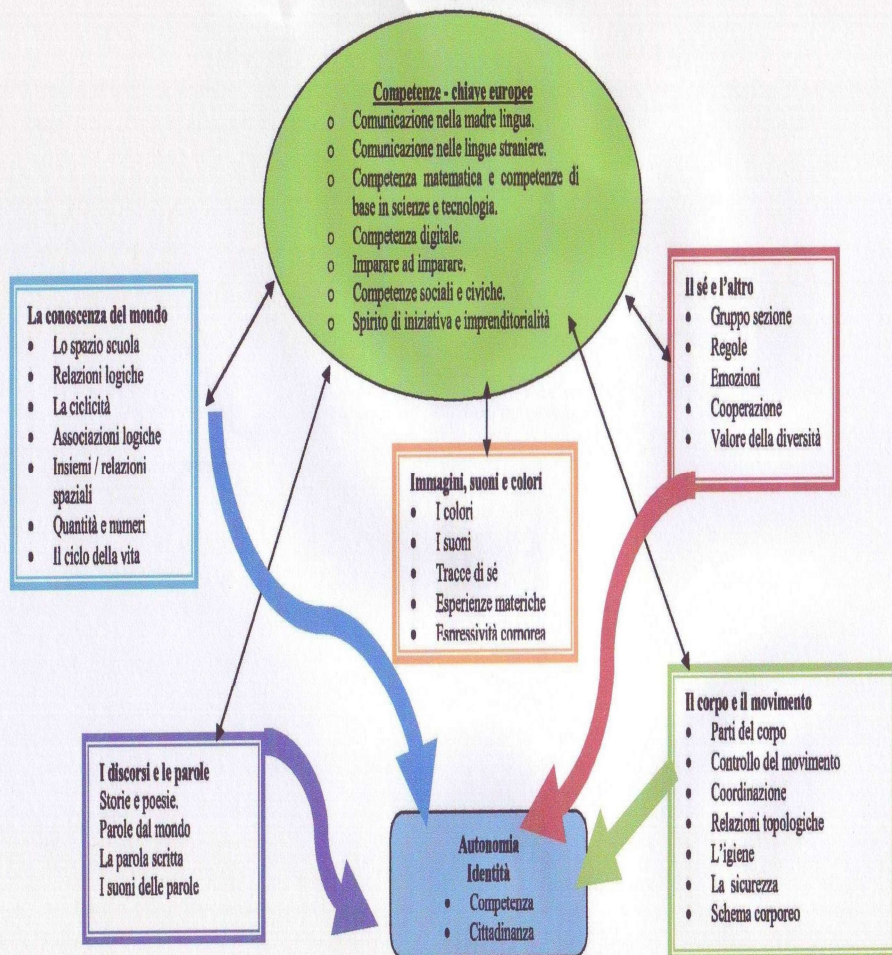 Competenze - chiave europee
o Comunicazione nella madre lingua.
o Comunicazione nelle lingue straniere.
o Competenza matematica e competenze di
base in scienze e tecnologia.
o Competenza digitale.
o Imparare ad imparare.
o Competenze sociali e civiche.
o Spirito di iniziativa e imprenditorialità
La conoscenza del mondo
• Lo spazio scuola
• Relazioni logiche
• La ciclicità
• Associazioni logiche
• Insiemi / relazioni
spaziali
• Quantità e numeri
• Il ciclo della vita
Il sé e l'altro
• Gruppo sezione
• Regole
• Emozioni
• Cooperazione
• Valore della diversità
Immagini, suoni e colori
• I colori
• I suoni
• Tracce di sé
• Esperienze materiche
• Espressività corporea
I discorsi e le parole
Storie e poesie.
Parole dal mondo
La parola scritta
I suoni delle parole
Autonomia
Identità
• Competenza
• Cittadinanza
Il corpo e il movimento
• Parti del corpo
• Controllo del movimento
• Coordinazione
• Relazioni topologiche
• L'igiene
• La sicurezza
• Schema corporeo